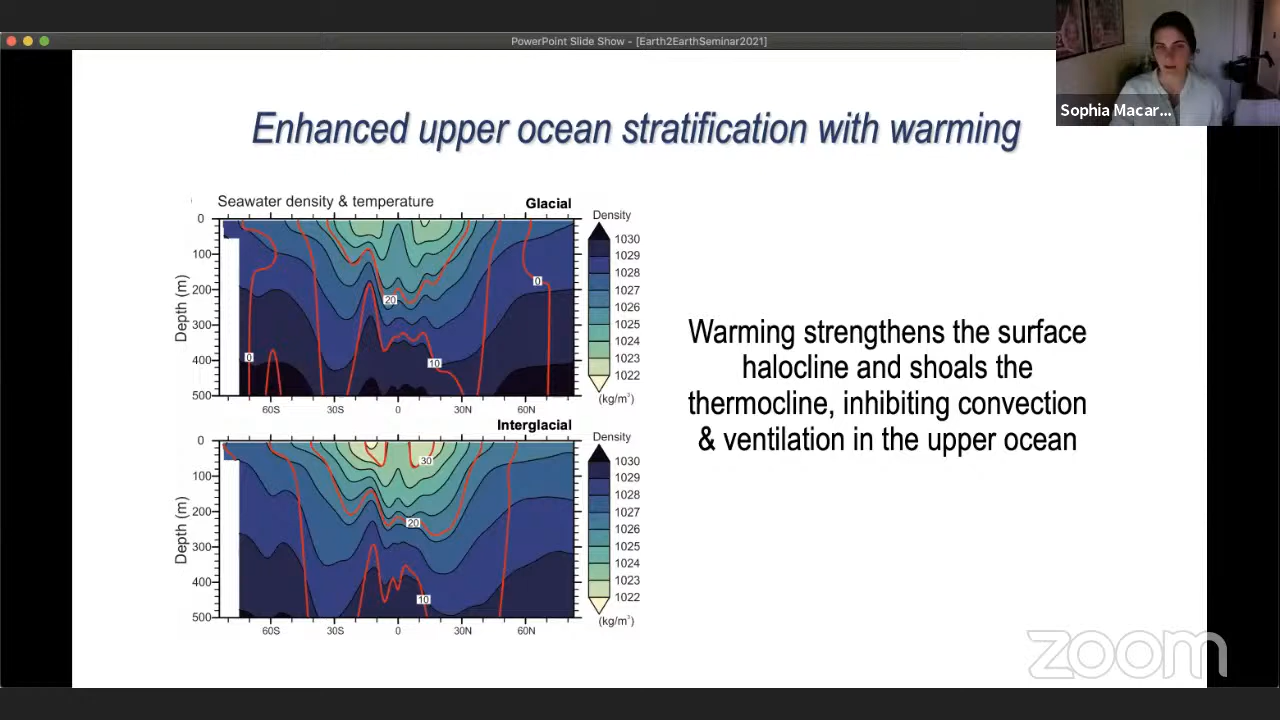 PowerPoint Slide Show - [Earth2EarthSeminar2021]
Sophia Macar...
Enhanced upper ocean stratification with warming
Seawater density & temperature
Glacial
Density
0
100
200
300
400
500
Depth (m)
0
20
10
0
60S
30S
0
30N
60N
1030
1029
1028
1027
1026
1025
1024
1023
1022
(kg/m³)
Warming strengthens the surface
halocline and shoals the
thermocline, inhibiting convection
& ventilation in the upper ocean
Interglacial
Density
0
100
200
300
400
500
Depth (m)
30
20
10
60S
30S
0
30N
60N
1030
1029
1028
1027
1026
1025
1024
1023
1022
(kg/m³)
zoom